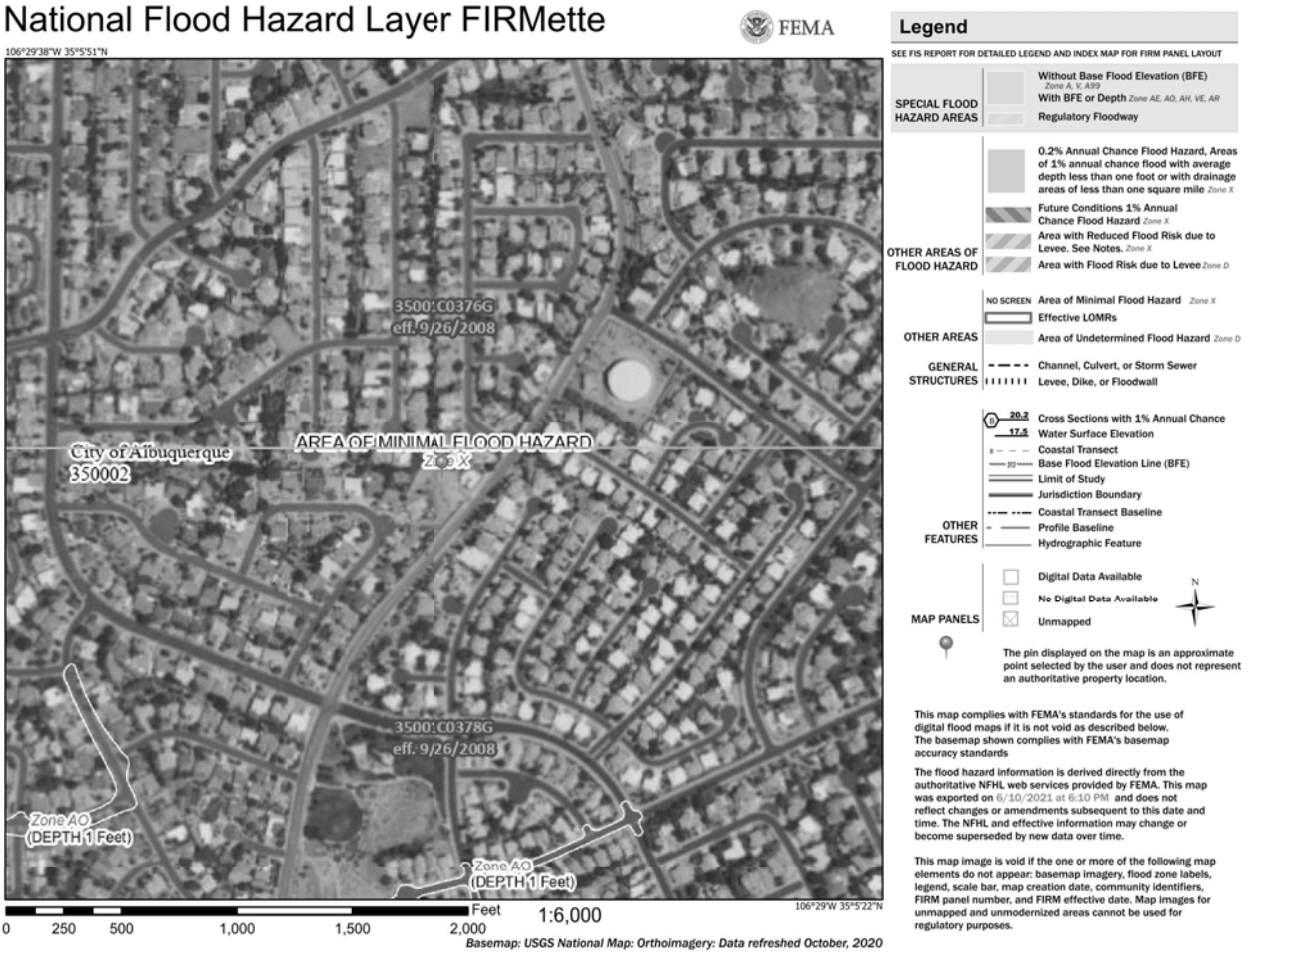 National Flood Hazard Layer FIRMette
FEMA
106°29'38"W 35°5'51"N
3500°C0376G
eff. 9/26/2008
AREA OF MINIMAL FLOOD HAZARD
Zone X
City of Albuquerque
350002
3500°C0378G
eff. 9/26/2008
Zone AO
(DEPTH 1 Feet)
Zone AO
(DEPTH 1 Feet)
106°29'W 35°5'22"N
0 250 500 1,000 1,500 2,000
Feet
1:6,000
Basemap: USGS National Map: Orthoimagery: Data refreshed October, 2020
Legend
SEE FIS REPORT FOR DETAILED LEGEND AND INDEX MAP FOR FIRM PANEL LAYOUT
SPECIAL FLOOD
HAZARD AREAS
Without Base Flood Elevation (BFE)
Zone A, V, A99
With BFE or Depth Zone AE, AO, AH, VE, AR
Regulatory Floodway
OTHER AREAS OF
FLOOD HAZARD
0.2% Annual Chance Flood Hazard, Areas
of 1% annual chance flood with average
depth less than one foot or with drainage
areas of less than one square mile Zone X
Future Conditions 1% Annual
Chance Flood Hazard Zone X
Area with Reduced Flood Risk due to
Levee. See Notes. Zone X
Area with Flood Risk due to Levee Zone D
OTHER AREAS
NO SCREEN Area of Minimal Flood Hazard Zone X
Effective LOMRs
Area of Undetermined Flood Hazard Zone D
GENERAL
STRUCTURES
Channel, Culvert, or Storm Sewer
Levee, Dike, or Floodwall
OTHER
FEATURES
B 20.2 Cross Sections with 1% Annual Chance
17.5 Water Surface Elevation
8 Coastal Transect
513 Base Flood Elevation Line (BFE)
Limit of Study
Jurisdiction Boundary
Coastal Transect Baseline
Profile Baseline
Hydrographic Feature
MAP PANELS
Digital Data Available
No Digital Data Available
Unmapped
N
The pin displayed on the map is an approximate
point selected by the user and does not represent
an authoritative property location.
This map complies with FEMA's standards for the use of
digital flood maps if it is not void as described below.
The basemap shown complies with FEMA's basemap
accuracy standards
The flood hazard information is derived directly from the
authoritative NFHL web services provided by FEMA. This map
was exported on 6/10/2021 at 6:10 PM and does not
reflect changes or amendments subsequent to this date and
time. The NFHL and effective information may change or
become superseded by new data over time.
This map image is void if the one or more of the following map
elements do not appear: basemap imagery, flood zone labels,
legend, scale bar, map creation date, community identifiers,
FIRM panel number, and FIRM effective date. Map images for
unmapped and unmodernized areas cannot be used for
regulatory purposes.